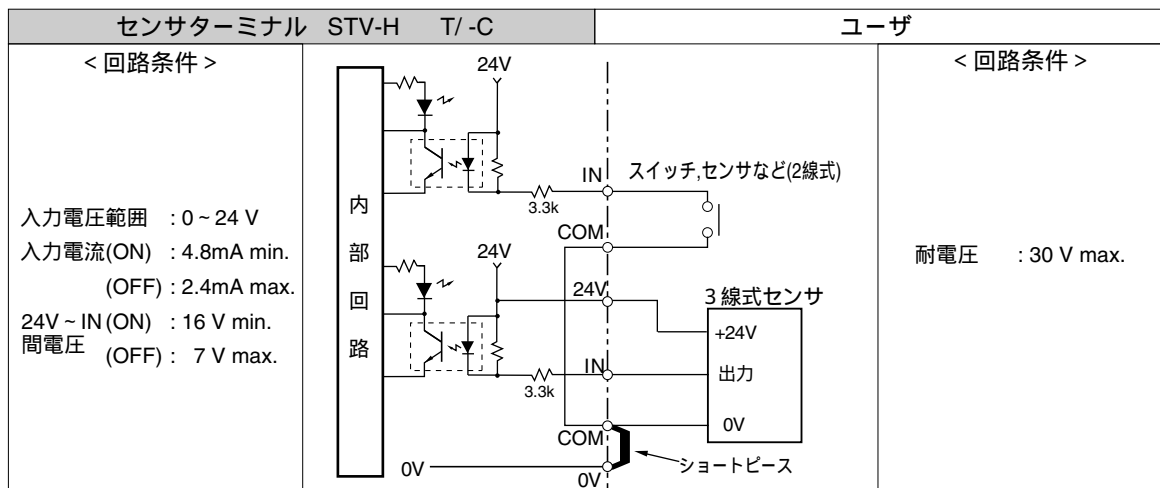 センサターミナル STV-H T/ -C
ユーザ
<回路条件>
入力電圧範囲 : 0~24 V
入力電流(ON) : 4.8mA min.
(OFF) : 2.4mA max.
24V~IN(ON) : 16 V min.
間電圧 (OFF) : 7 V max.
内部回路
24V
IN
3.3k
スイッチ,センサなど(2線式)
COM
24V
24V
3線式センサ
+24V
IN
出力
3.3k
0V
COM
ショートピース
0V
0V
<回路条件>
耐電圧 : 30 V max.